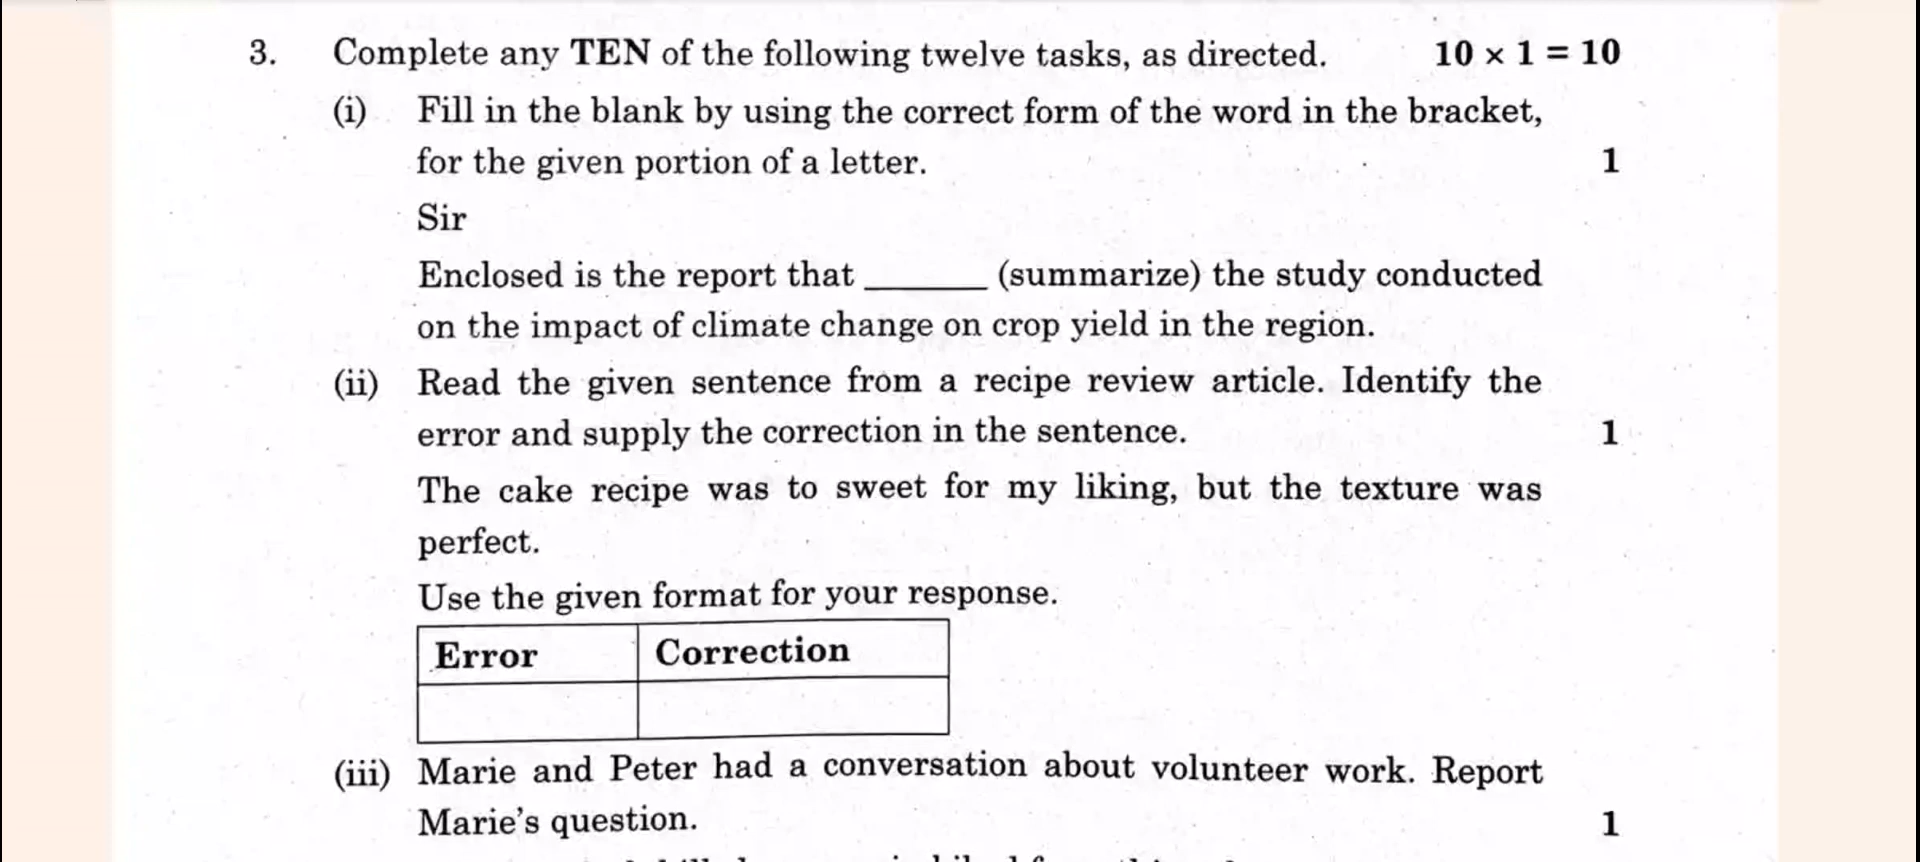 3. Complete any TEN of the following twelve tasks, as directed. 10 × 1 = 10
(i) Fill in the blank by using the correct form of the word in the bracket,
for the given portion of a letter. 1
Sir
Enclosed is the report that ______ (summarize) the study conducted
on the impact of climate change on crop yield in the region.
(ii) Read the given sentence from a recipe review article. Identify the
error and supply the correction in the sentence. 1
The cake recipe was to sweet for my liking, but the texture was
perfect.
Use the given format for your response.
Error Correction
(iii) Marie and Peter had a conversation about volunteer work. Report
Marie's question. 1